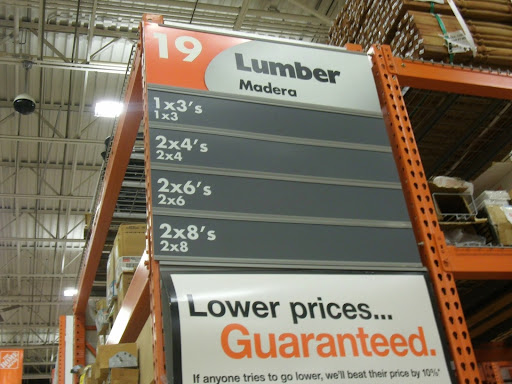 19
Lumber
Madera
1x3's
1x3
2x4's
2x4
2x6's
2x6
2x8's
2x8
Lower prices...
Guaranteed.
If anyone tries to go lower, we'll beat their price by 10%*